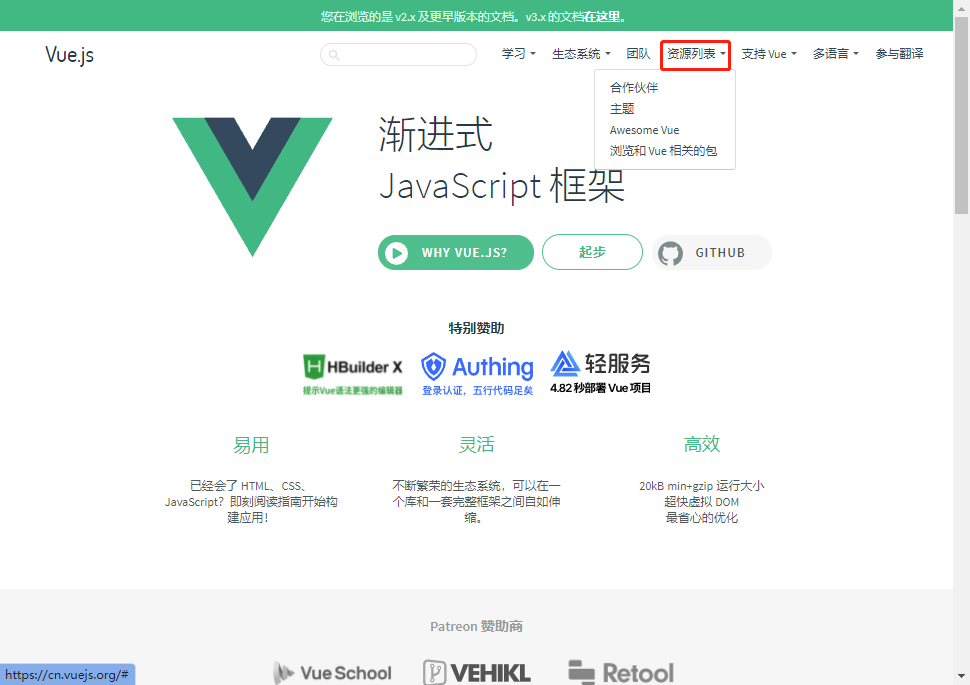 您在浏览的是 v2.x 及更早版本的文档。v3.x 的文档在这里。
Vue.js
学习 生态系统 团队 资源列表 支持 Vue 多语言 参与翻译
合作伙伴
主题
Awesome Vue
浏览和 Vue 相关的包
渐进式
JavaScript 框架
WHY VUE.JS? 起步 GITHUB
特别赞助
HBuilder X Authing 轻服务
提示Vue语法更强的编辑器 登录认证，五行代码足矣 4.82 秒部署 Vue 项目
易用 灵活 高效
已经会了 HTML、CSS、
JavaScript？即刻阅读指南开始构
建应用！
不断繁荣的生态系统，可以在一
个库和一套完整框架之间自如伸
缩。
20kB min+gzip 运行大小
超快虚拟 DOM
最省心的优化
Patreon 赞助商
Vue School VEHIKL Retool
https://cn.vuejs.org/#